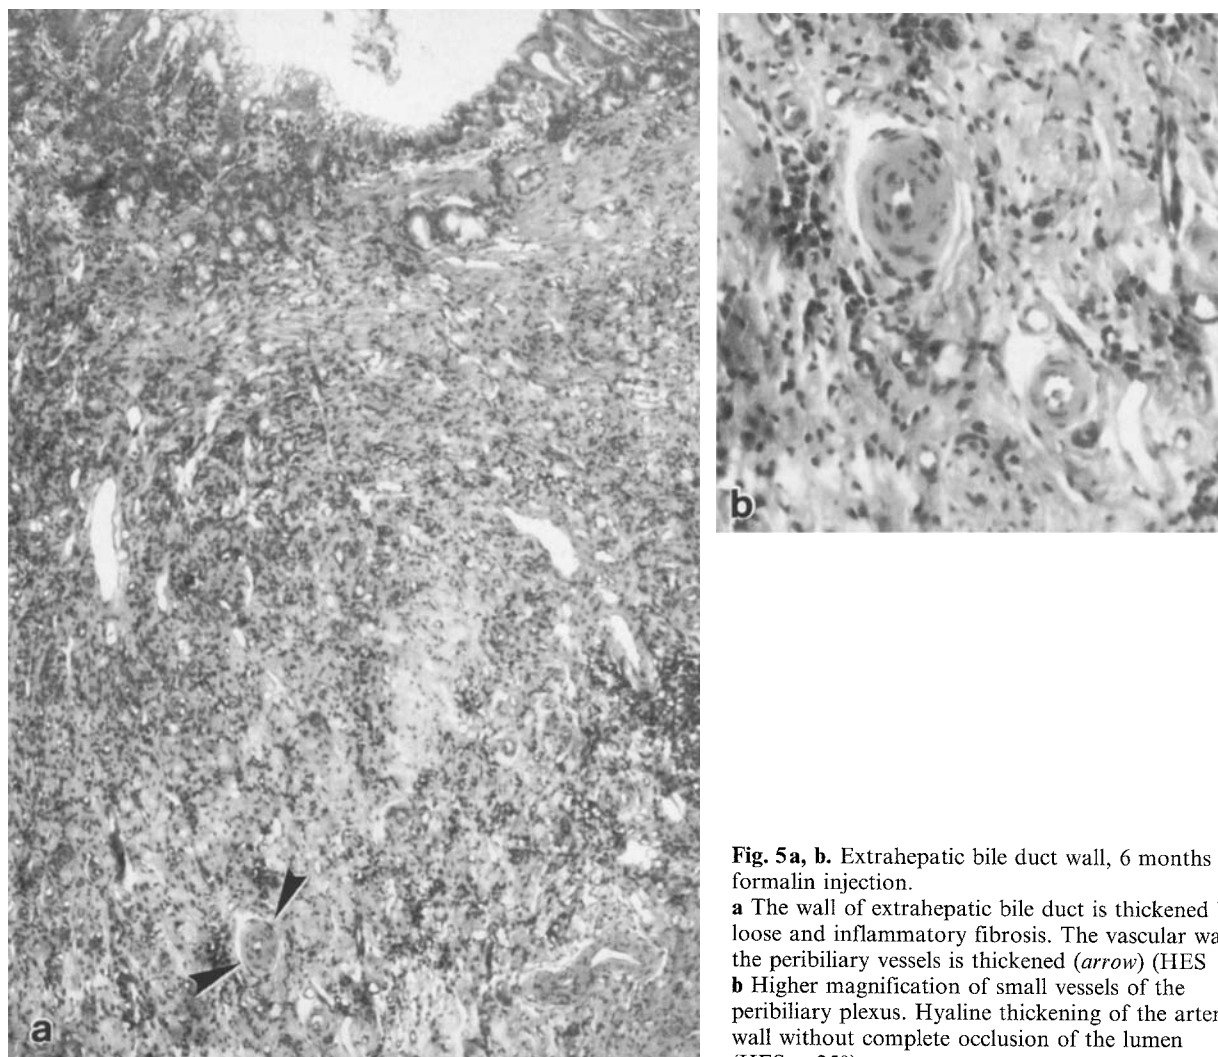 a
b
Fig. 5a, b. Extrahepatic bile duct wall, 6 months
formalin injection.
a The wall of extrahepatic bile duct is thickened
loose and inflammatory fibrosis. The vascular wa
the peribiliary vessels is thickened (arrow) (HES
b Higher magnification of small vessels of the
peribiliary plexus. Hyaline thickening of the arter
wall without complete occlusion of the lumen